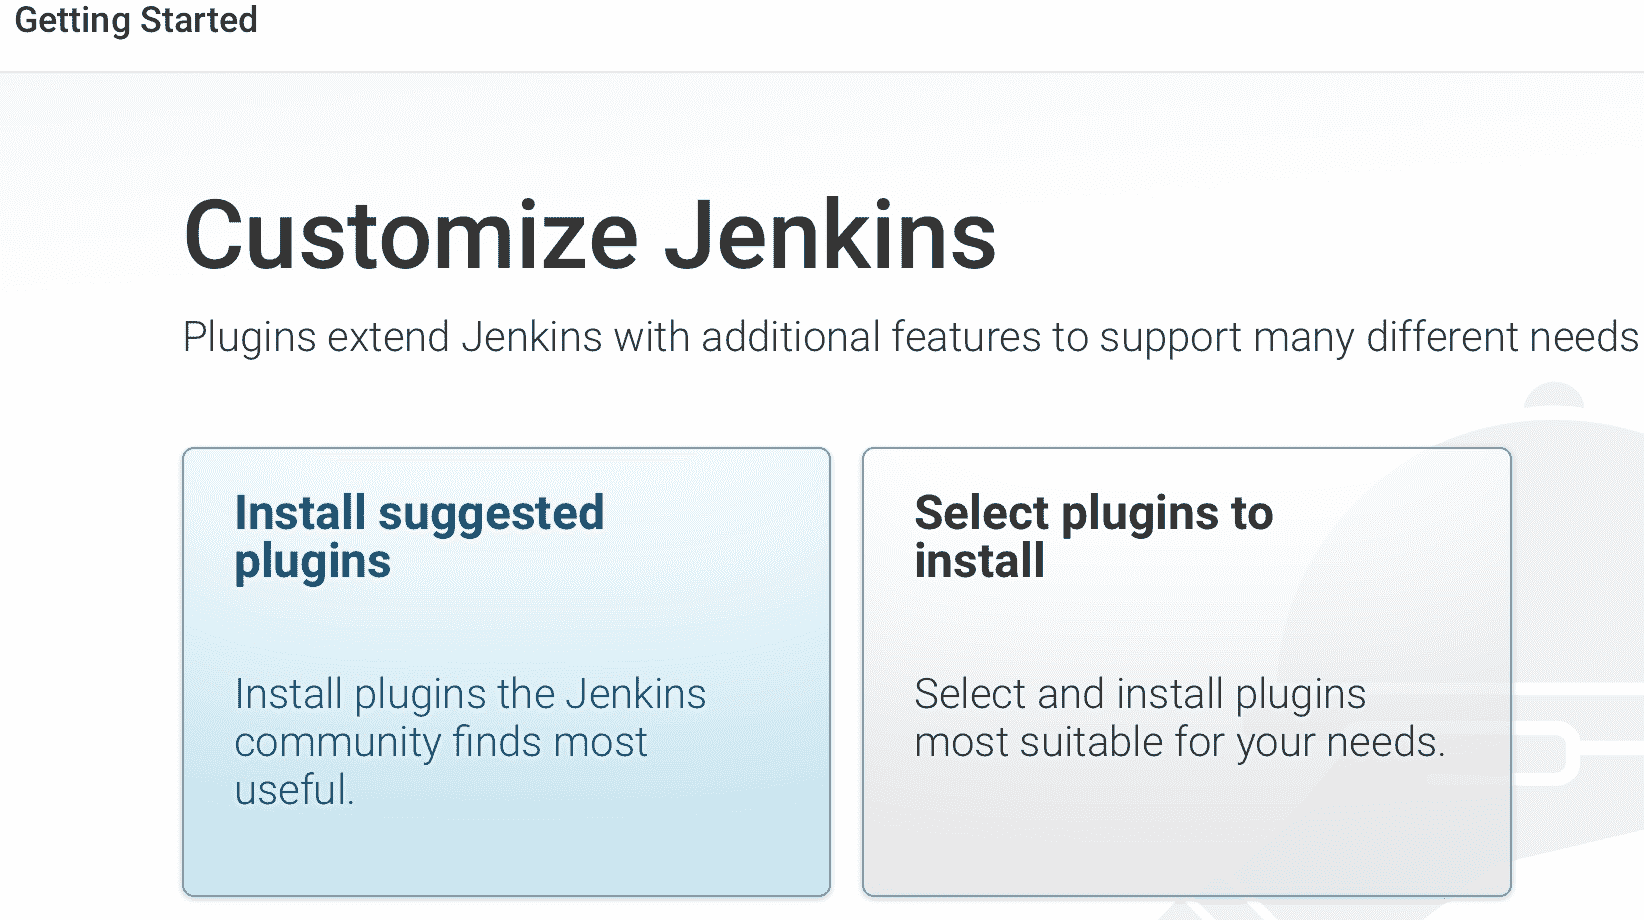 Getting Started
Customize Jenkins
Plugins extend Jenkins with additional features to support many different needs
Install suggested
plugins
Install plugins the Jenkins
community finds most
useful.
Select plugins to
install
Select and install plugins
most suitable for your needs.